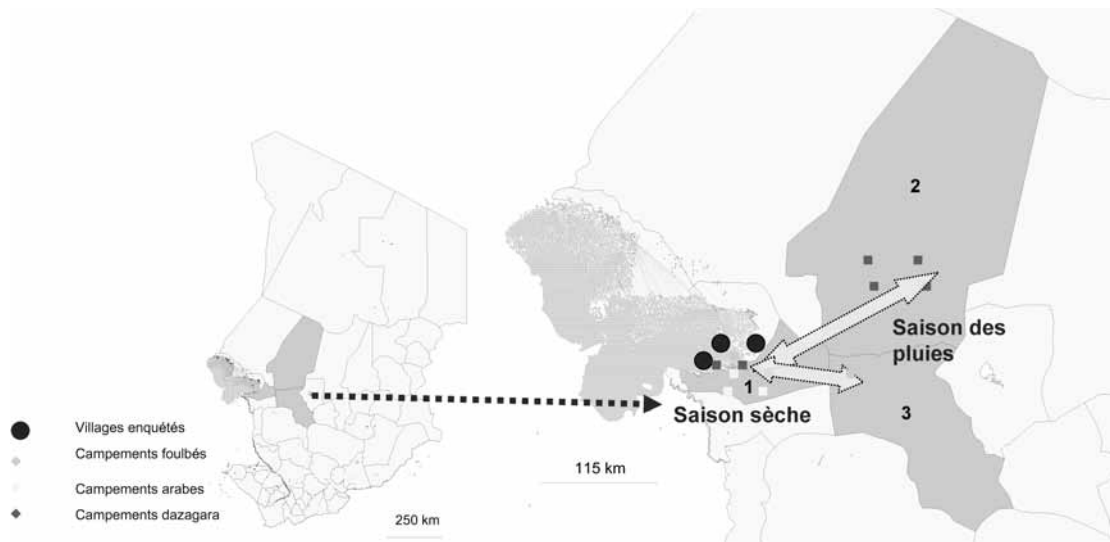 2
Saison des
pluies
1
Saison sèche
3
115 km
250 km
Villages enquétés
Campements foulbés
Campements arabes
Campements dazagara